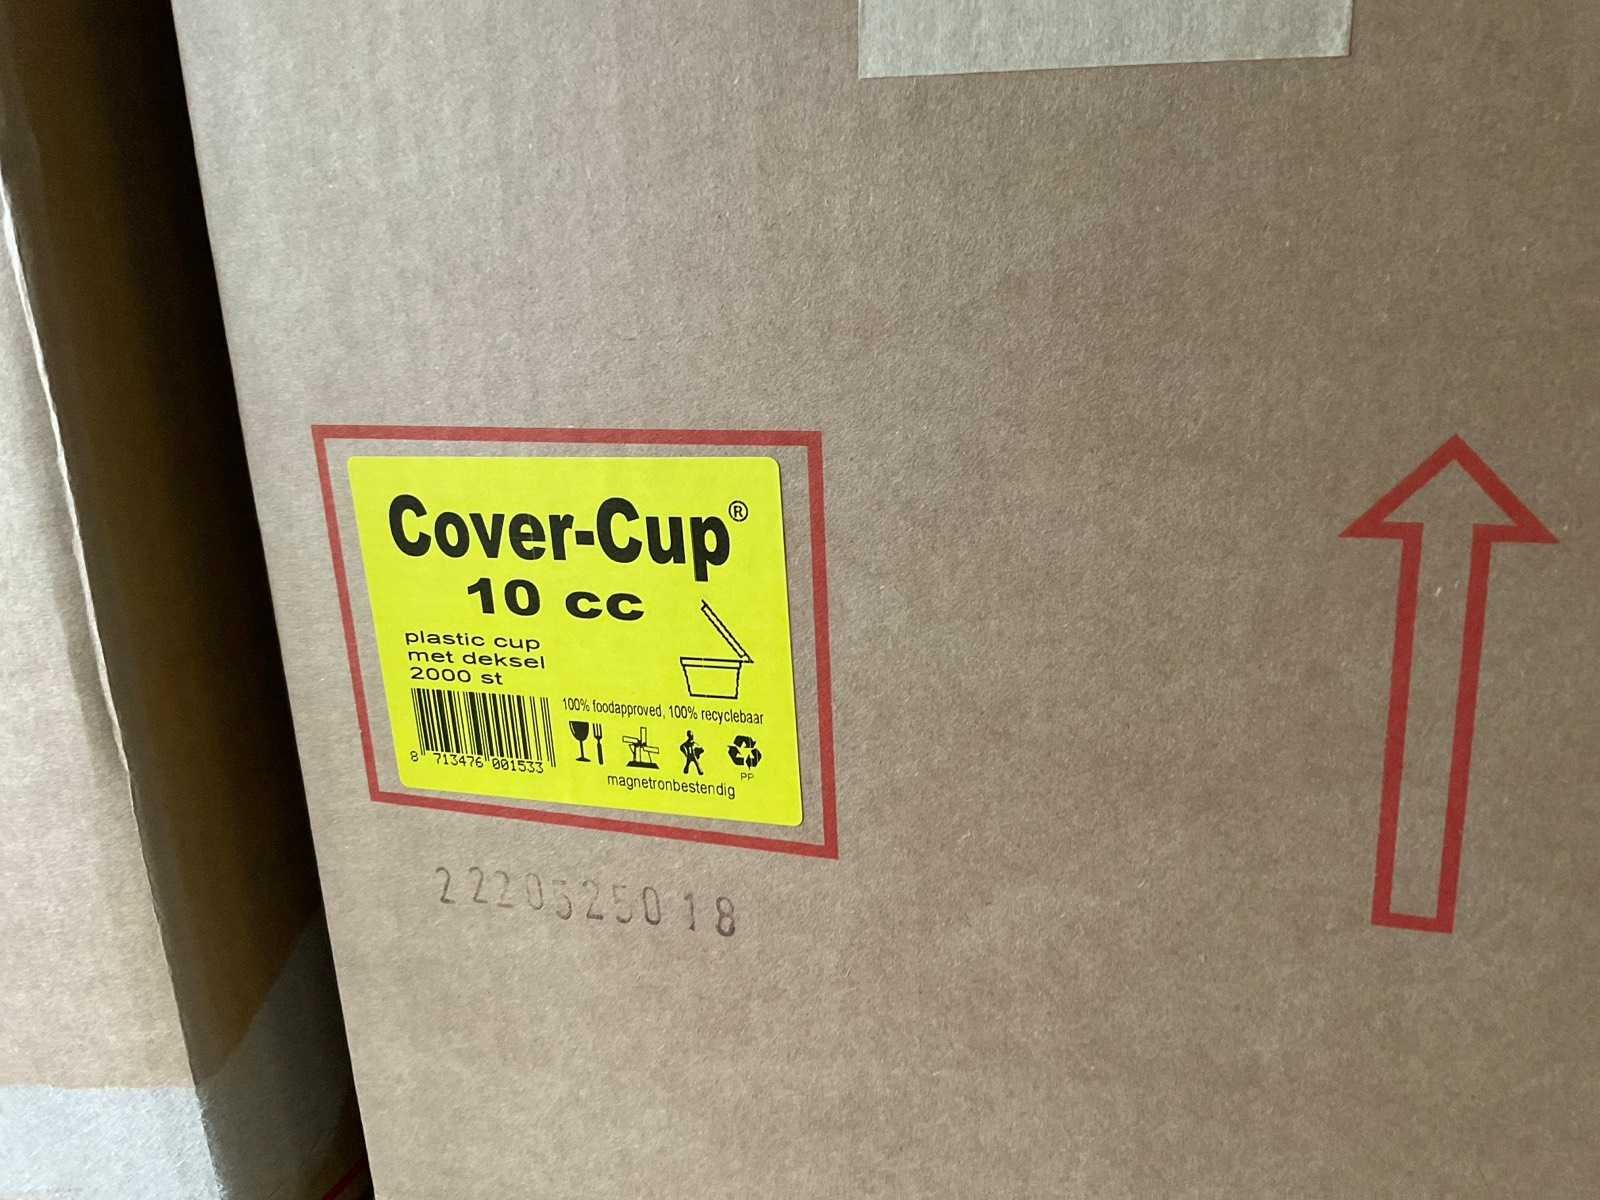 Cover-Cup®
10 cc
plastic cup
met deksel
2000 st
100% foodapproved, 100% recyclebaar
8 713476 001533
PP
magnetronbestendig
2220525018